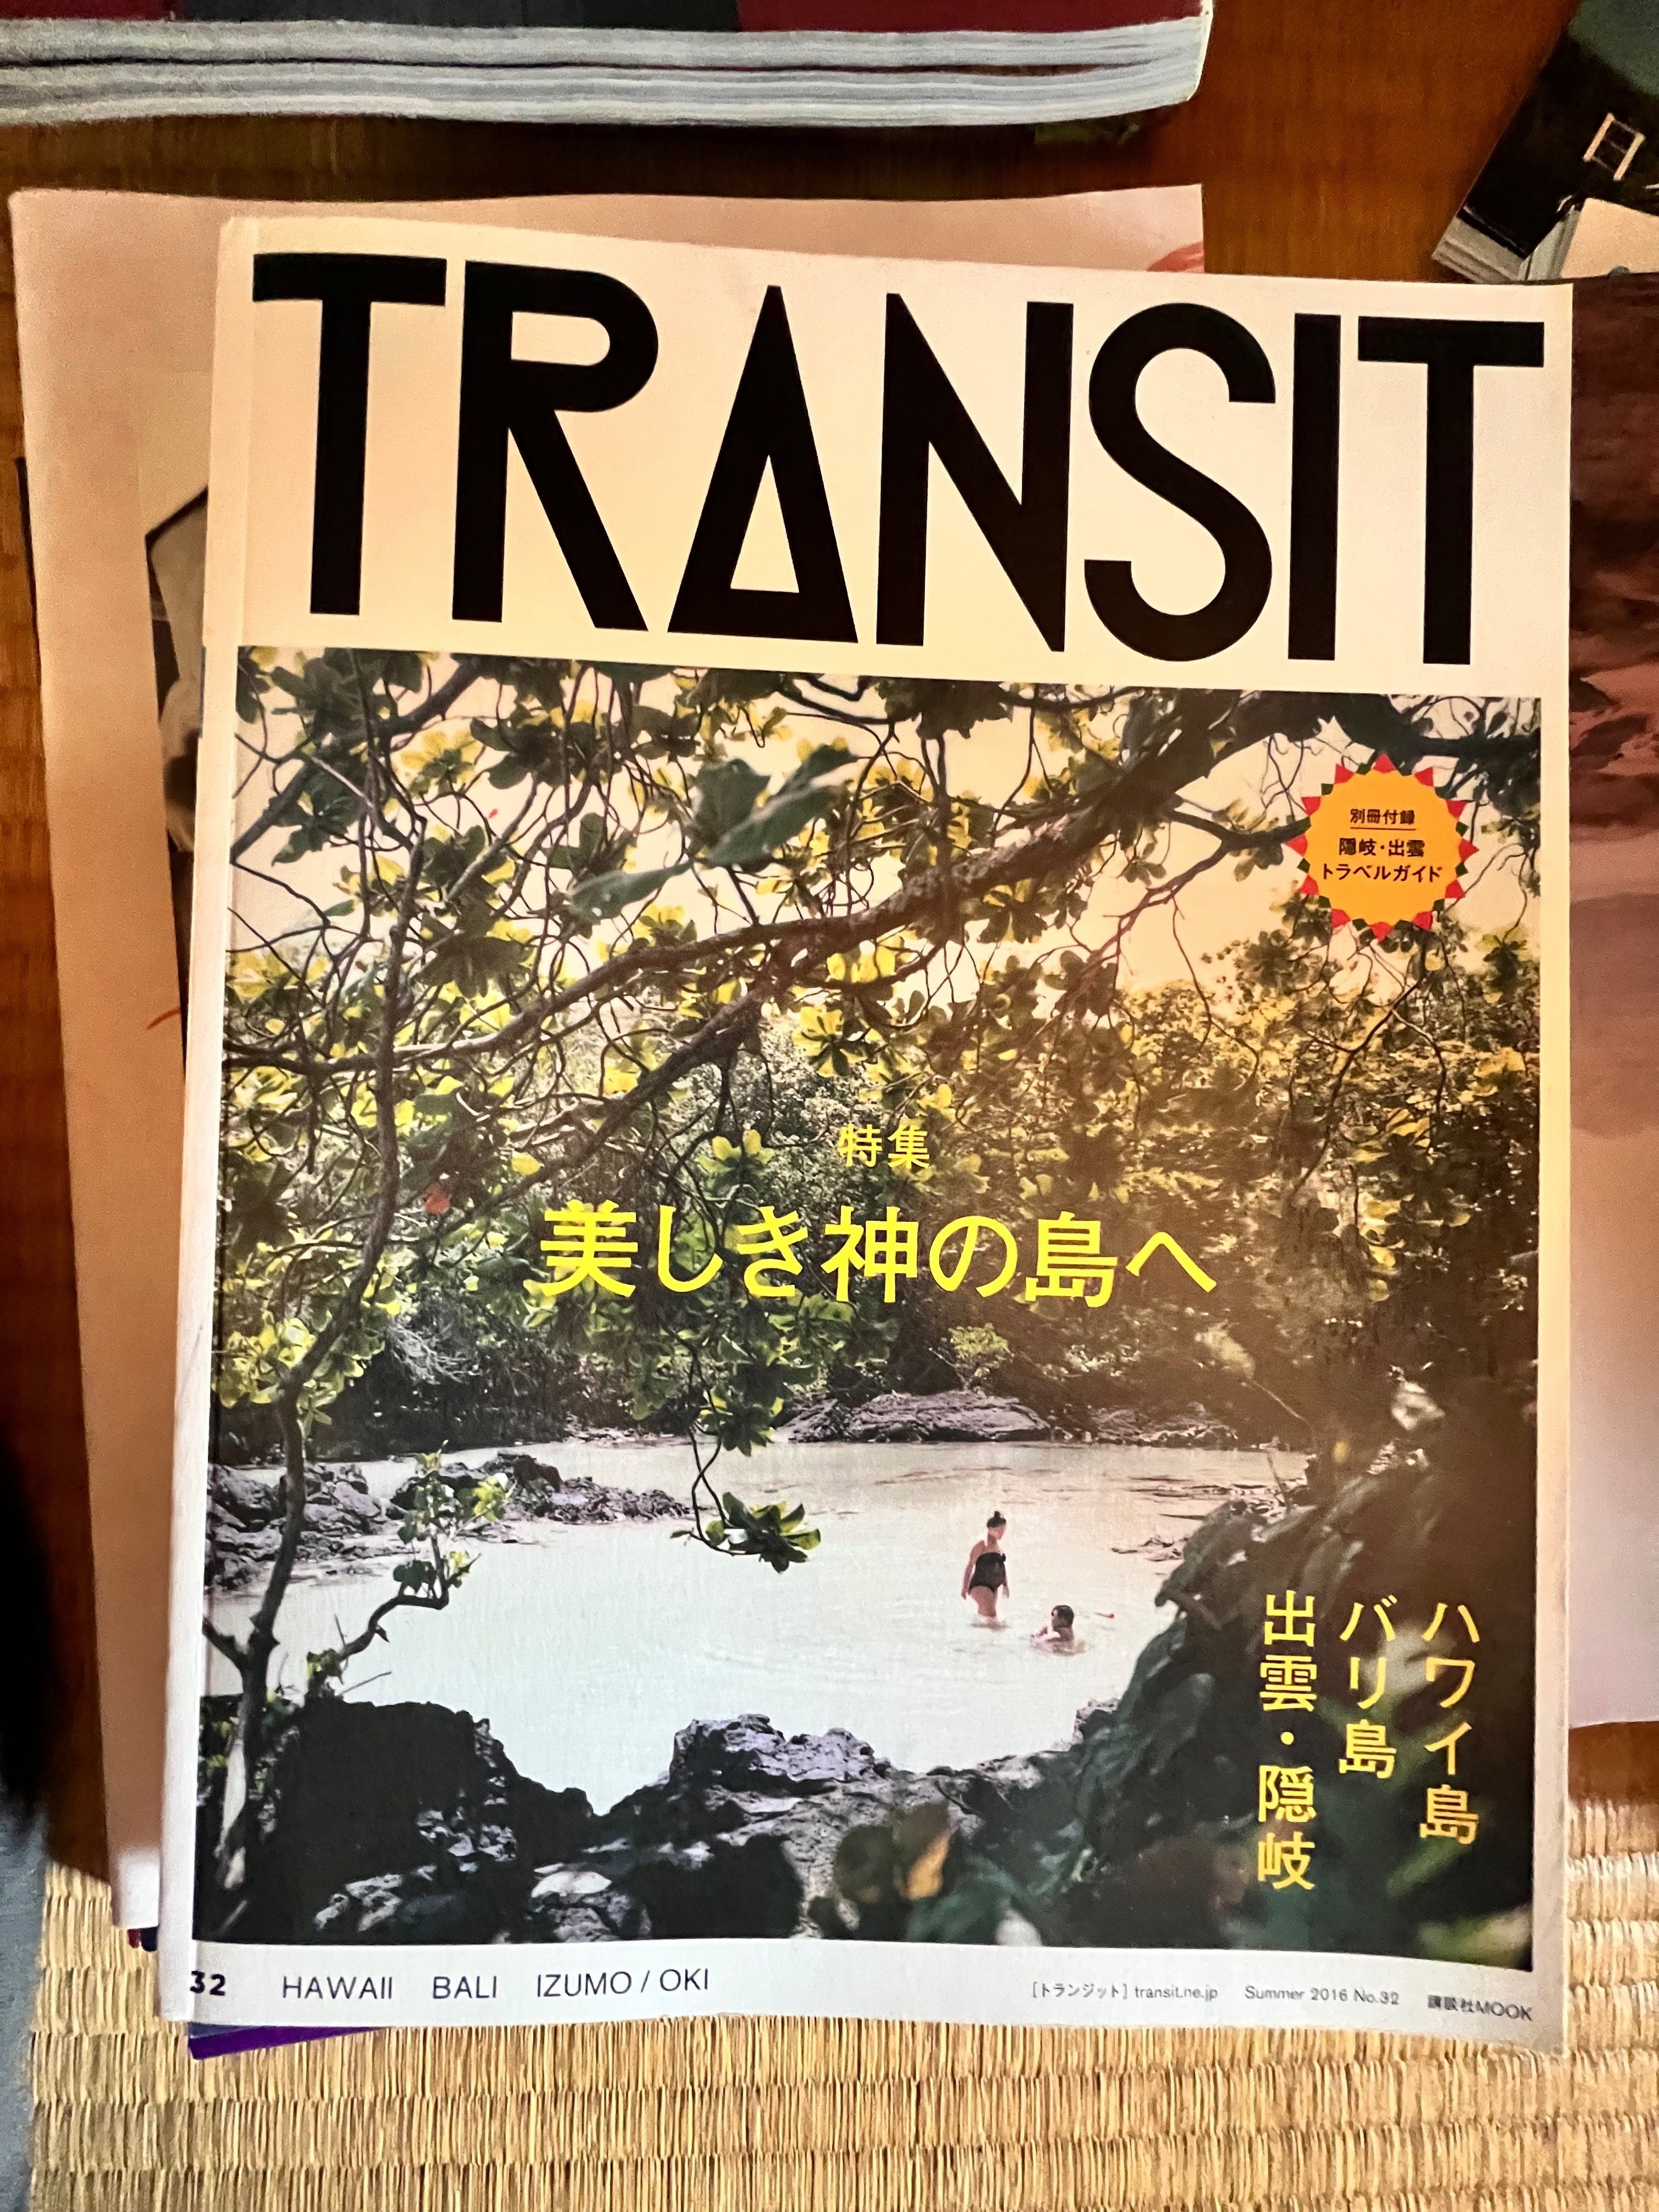 TRANSIT
別冊付録
隠岐・出雲
トラベルガイド
特集
美しき神の島へ
ハワイ島
バリ島
出雲・隠岐
32 HAWAII BALI IZUMO / OKI
[トランジット] transit.ne.jp Summer 2016 No.32 講談社MOOK